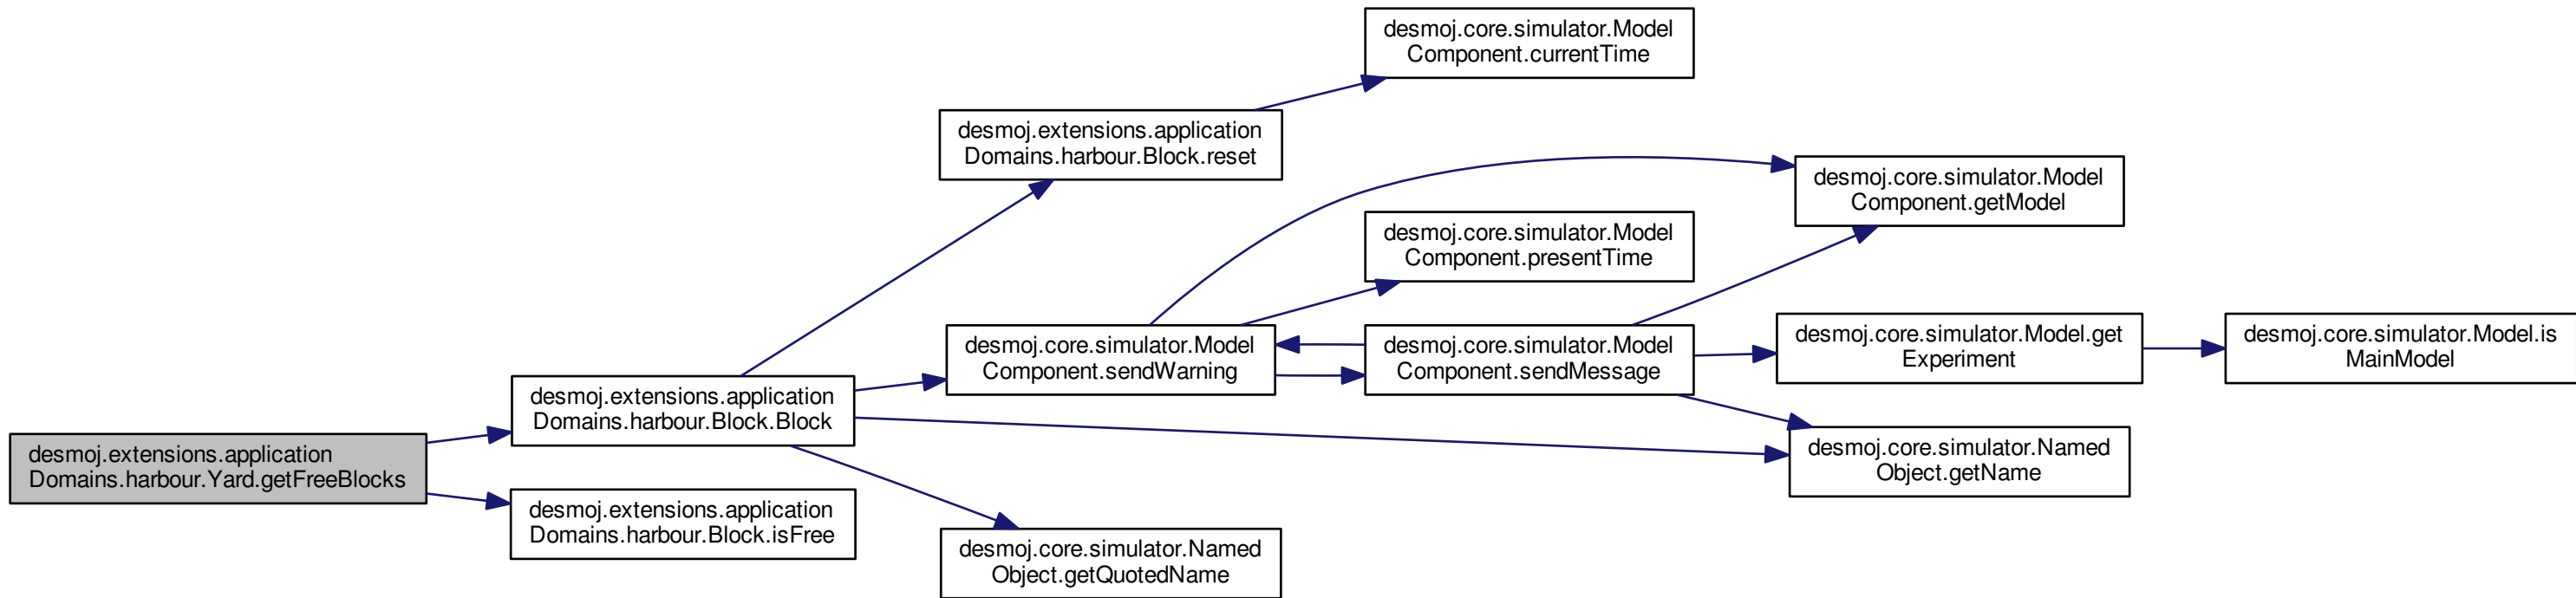 desmoj.extensions.application
Domains.harbour.Yard.getFreeBlocks
desmoj.extensions.application
Domains.harbour.Block.Block
desmoj.extensions.application
Domains.harbour.Block.isFree
desmoj.extensions.application
Domains.harbour.Block.reset
desmoj.core.simulator.Model
Component.sendWarning
desmoj.core.simulator.Named
Object.getQuotedName
desmoj.core.simulator.Model
Component.currentTime
desmoj.core.simulator.Model
Component.presentTime
desmoj.core.simulator.Model
Component.sendMessage
desmoj.core.simulator.Model
Component.getModel
desmoj.core.simulator.Model.get
Experiment
desmoj.core.simulator.Named
Object.getName
desmoj.core.simulator.Model.is
MainModel